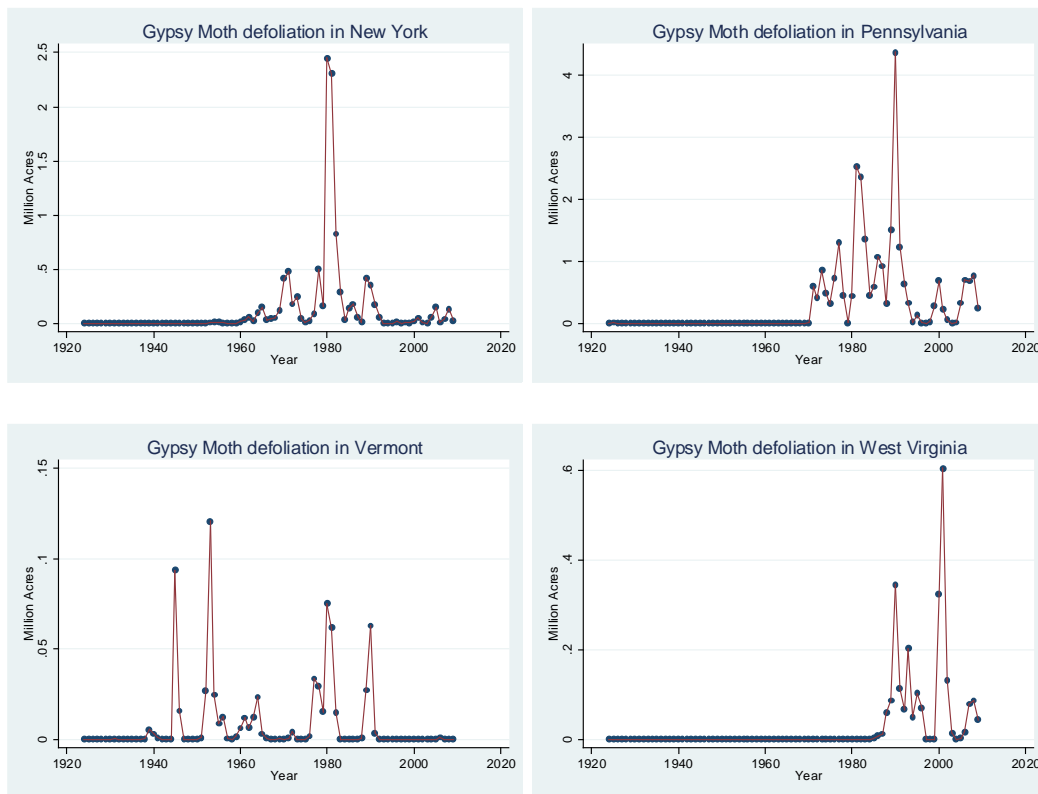 Gypsy Moth defoliation in New York
Million Acres
2.5
2
1.5
1
.5
0
1920 1940 1960 1980 2000 2020
Year
Gypsy Moth defoliation in Pennsylvania
Million Acres
4
3
2
1
0
1920 1940 1960 1980 2000 2020
Year
Gypsy Moth defoliation in Vermont
Million Acres
.15
.1
.05
0
1920 1940 1960 1980 2000 2020
Year
Gypsy Moth defoliation in West Virginia
Million Acres
.6
.4
.2
0
1920 1940 1960 1980 2000 2020
Year